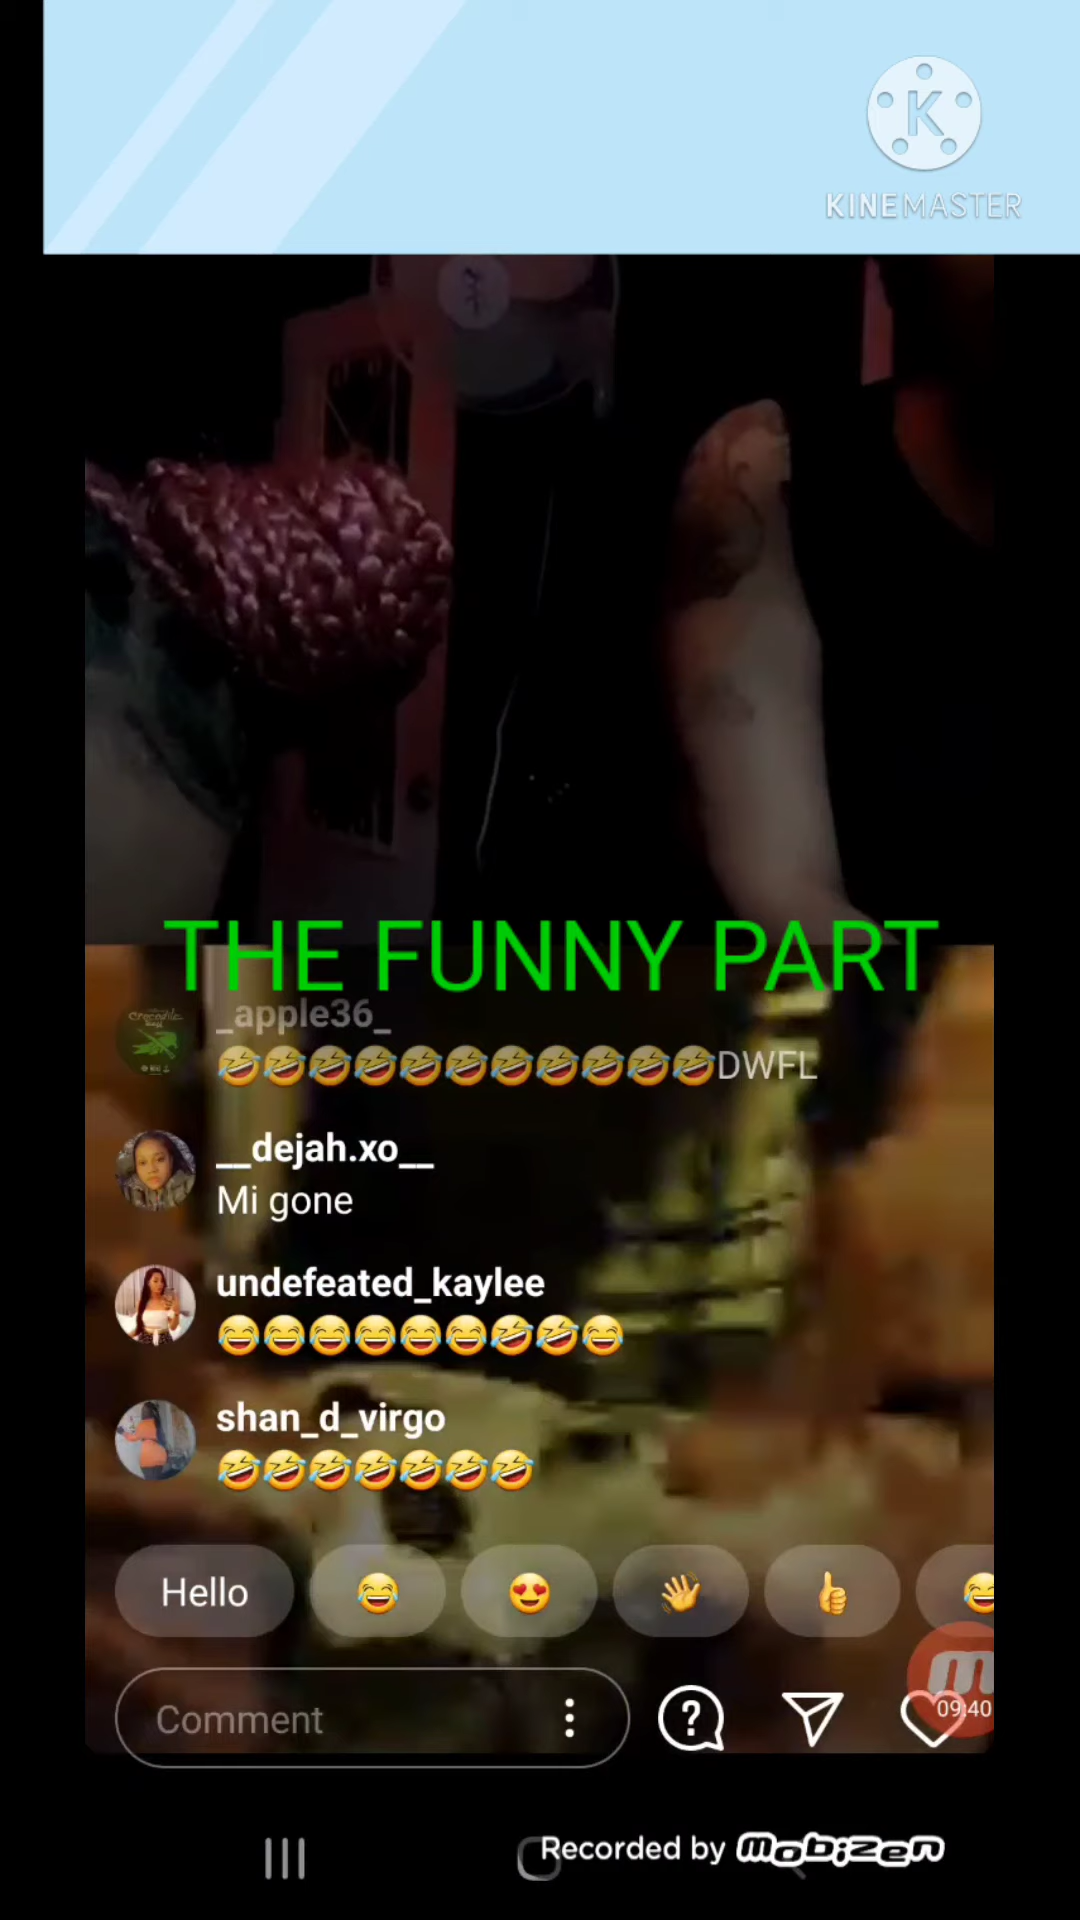 K
KINEMASTER
THE FUNNY PART
_apple36_
🤣🤣🤣🤣🤣🤣🤣🤣🤣🤣🤣DWFL
__dejah.xo__
Mi gone
undefeated_kaylee
😂😂😂😂😂😂🤣🤣😂
shan_d_virgo
🤣🤣🤣🤣🤣🤣🤣
Hello 😂 😍 👋 👍 😂
Comment
?
m
09:40
Recorded by mobizen